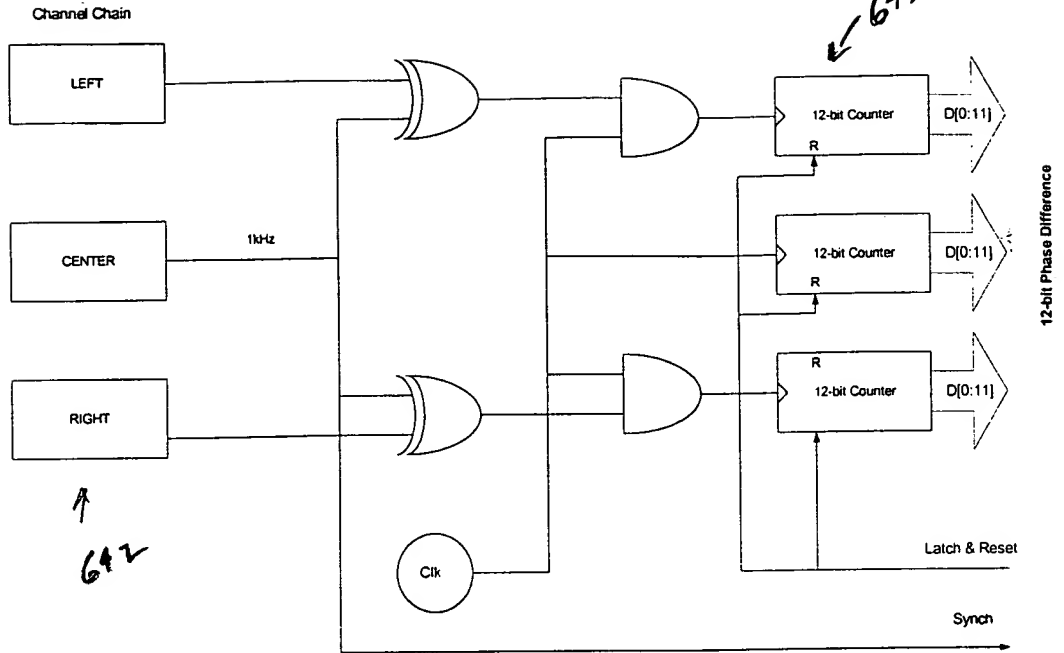 Channel Chain
LEFT
12-bit Counter
D[0:11]
R
CENTER
1kHz
12-bit Counter
D[0:11]
R
12-bit Phase Difference
RIGHT
R
12-bit Counter
D[0:11]
642
Clk
Latch & Reset
Synch